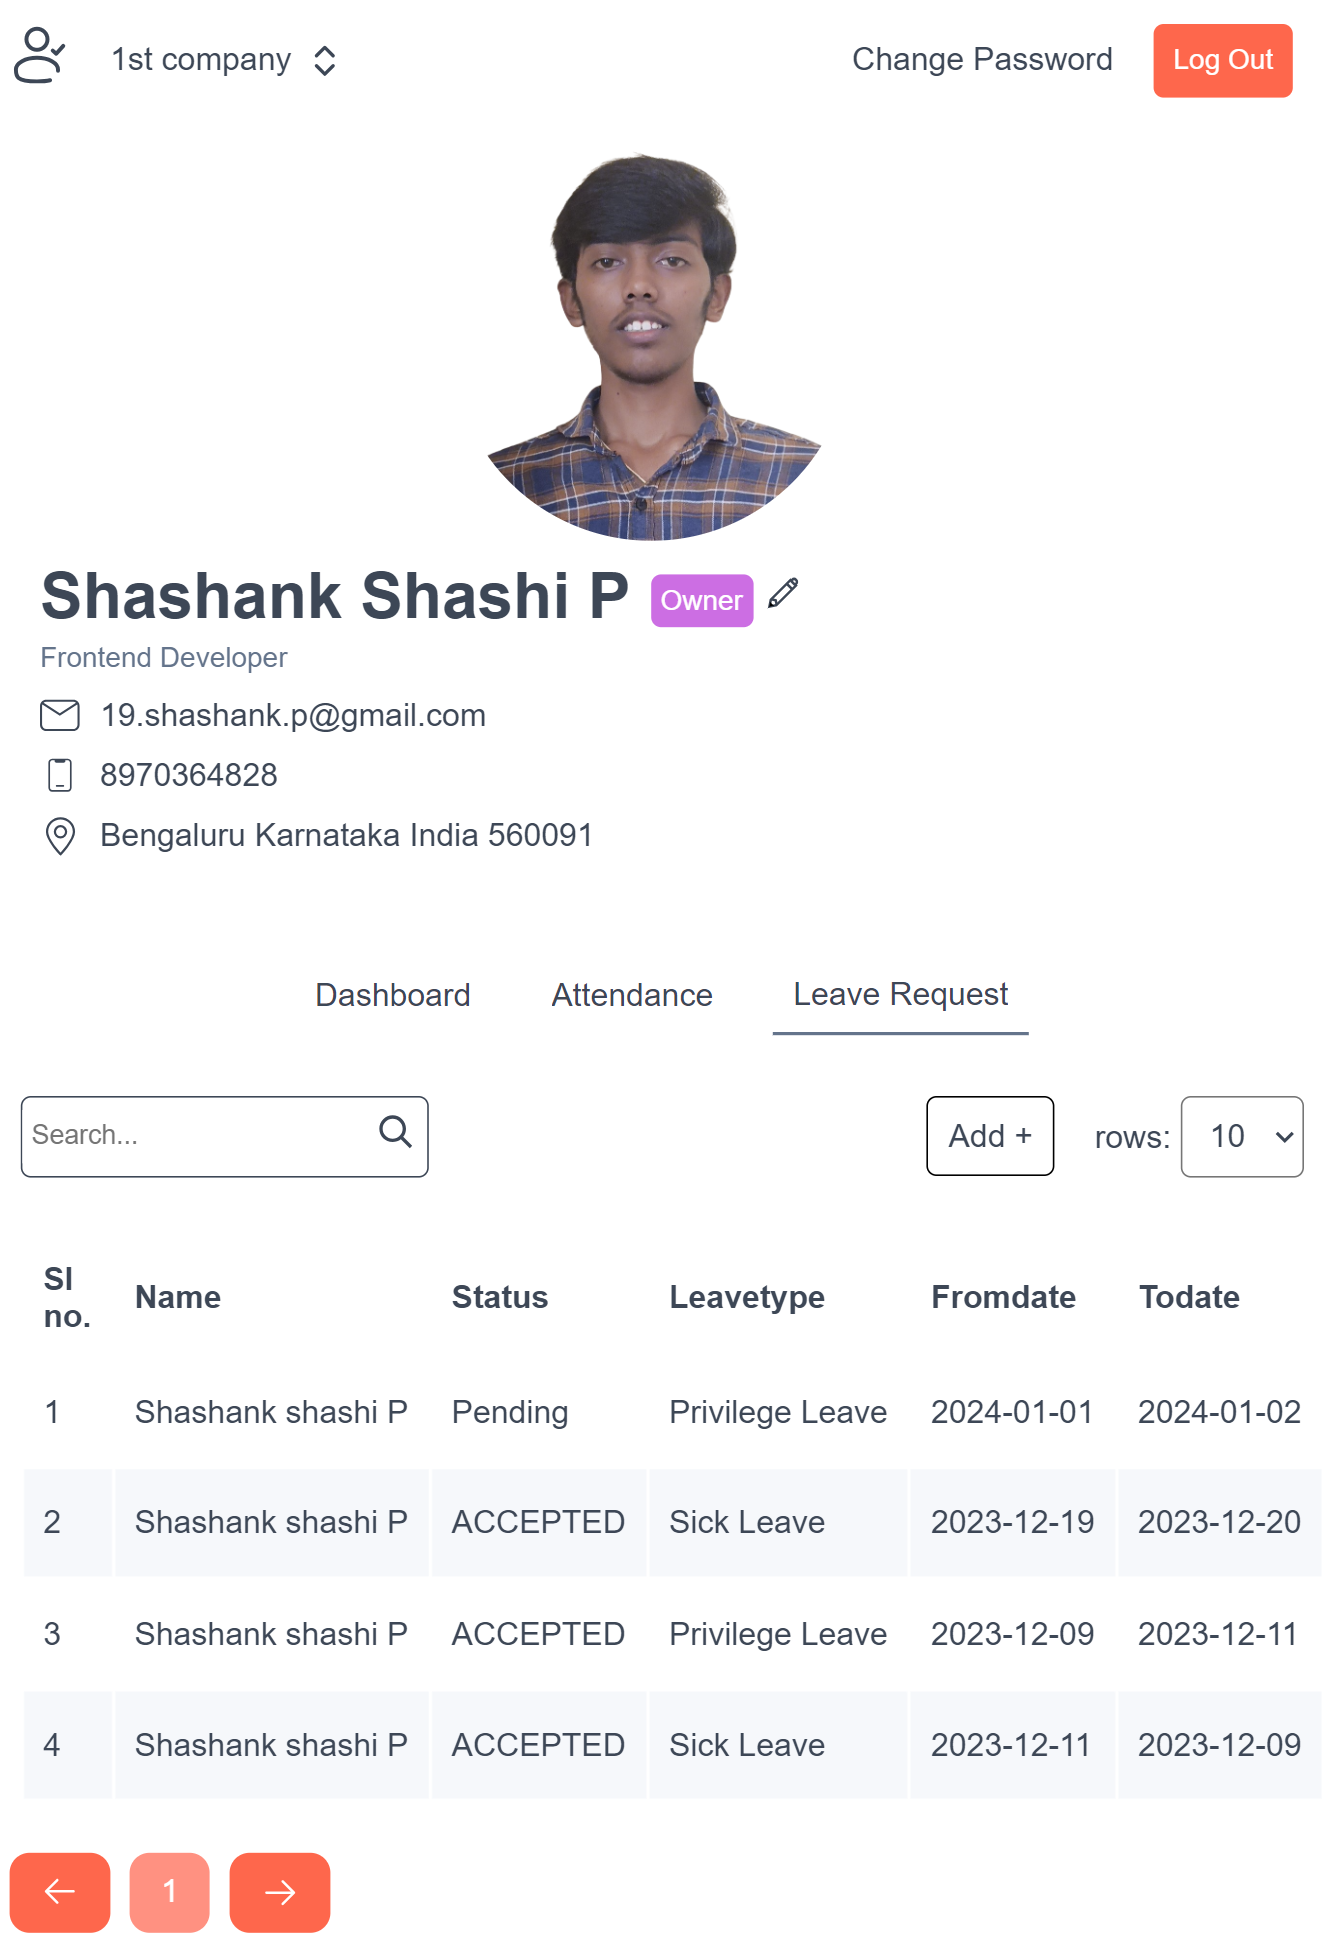 1st company
Change Password
Log Out
Shashank Shashi P
Owner
Frontend Developer
19.shashank.p@gmail.com
8970364828
Bengaluru Karnataka India 560091
Dashboard Attendance Leave Request
Search...
Add +
rows: 10
Sl no. Name Status Leavetype Fromdate Todate
1 Shashank shashi P Pending Privilege Leave 2024-01-01 2024-01-02
2 Shashank shashi P ACCEPTED Sick Leave 2023-12-19 2023-12-20
3 Shashank shashi P ACCEPTED Privilege Leave 2023-12-09 2023-12-11
4 Shashank shashi P ACCEPTED Sick Leave 2023-12-11 2023-12-09
← 1 →